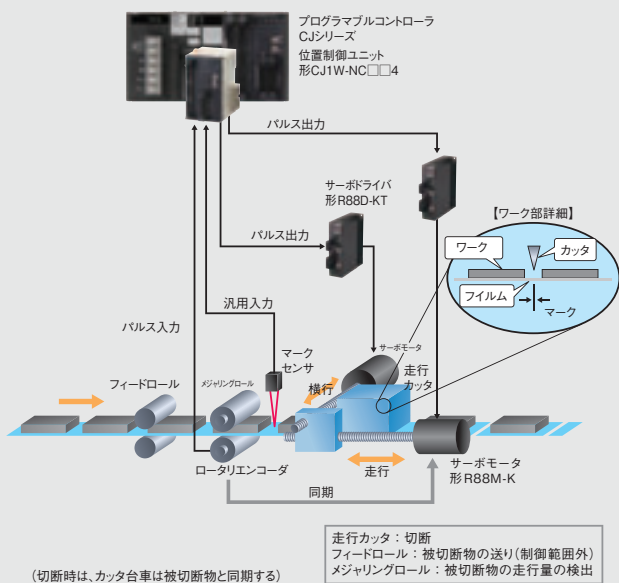 プログラマブルコントローラ
CJシリーズ
位置制御ユニット
形CJ1W-NC□□4
パルス出力
サーボドライバ
形R88D-KT
パルス出力
【ワーク部詳細】
ワーク
カッタ
フイルム
マーク
汎用入力
パルス入力
マーク
センサ
サーボモータ
走行
カッタ
横行
フィードロール
メジャリングロール
ロータリエンコーダ
走行
サーボモータ
形R88M-K
同期
走行カッタ：切断
フィードロール：被切断物の送り(制御範囲外)
メジャリングロール：被切断物の走行量の検出
(切断時は、カッタ台車は被切断物と同期する)